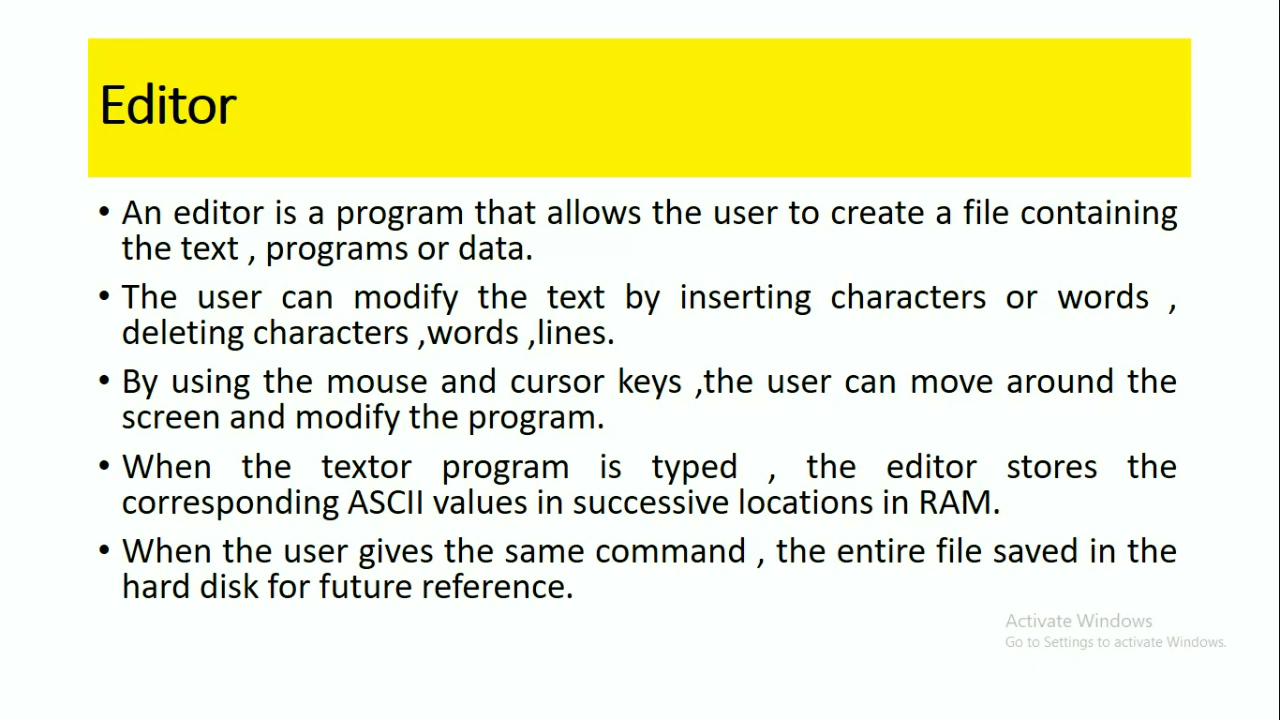 Editor
• An editor is a program that allows the user to create a file containing
the text , programs or data.
• The user can modify the text by inserting characters or words ,
deleting characters ,words ,lines.
• By using the mouse and cursor keys ,the user can move around the
screen and modify the program.
• When the textor program is typed , the editor stores the
corresponding ASCII values in successive locations in RAM.
• When the user gives the same command , the entire file saved in the
hard disk for future reference.
Activate Windows
Go to Settings to activate Windows.